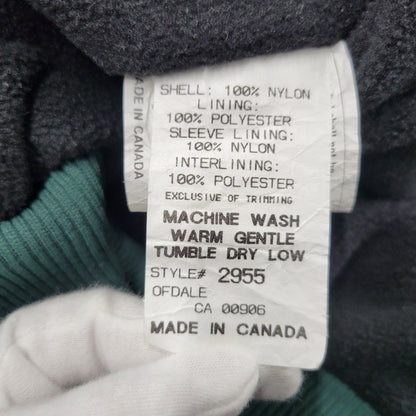 SHELL: 100% NYLON
LINING:
100% POLYESTER
SLEEVE LINING:
100% NYLON
INTERLINING:
100% POLYESTER
EXCLUSIVE OF TRIMMING
MACHINE WASH
WARM GENTLE
TUMBLE DRY LOW
STYLE# 2955
OFDALE
CA 00906
MADE IN CANADA
MADE IN CANADA